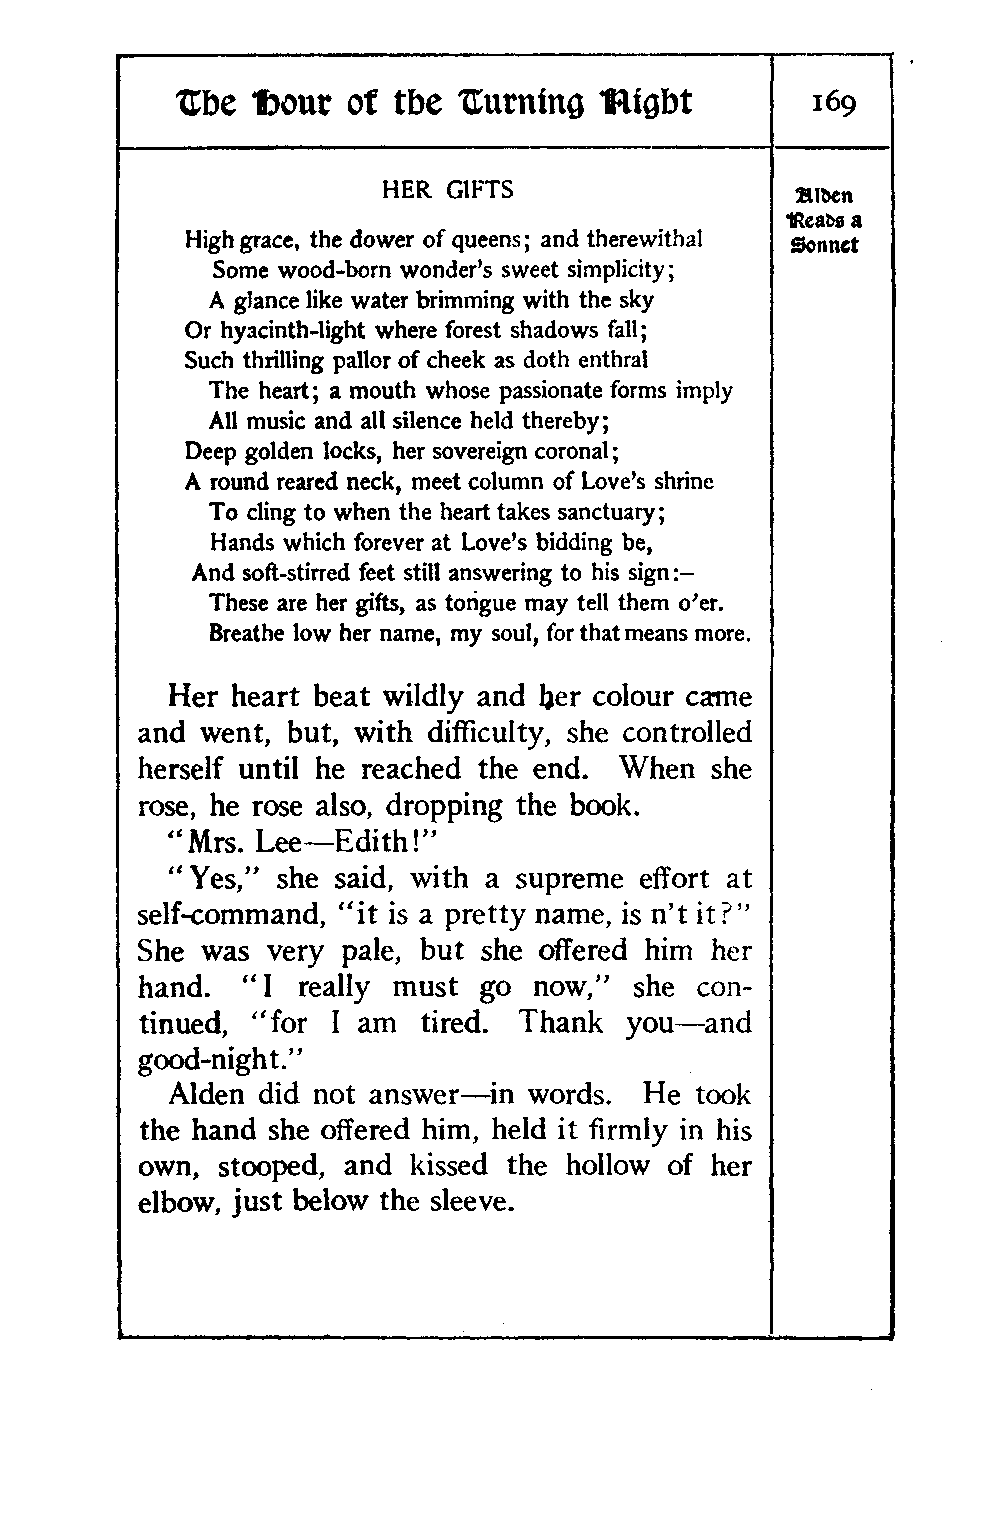 The Hour of the Turning Night
169
Alden
Reads a
Sonnet
HER GIFTS
High grace, the dower of queens; and therewithal
Some wood-born wonder's sweet simplicity;
A glance like water brimming with the sky
Or hyacinth-light where forest shadows fall;
Such thrilling pallor of cheek as doth enthral
The heart; a mouth whose passionate forms imply
All music and all silence held thereby;
Deep golden locks, her sovereign coronal;
A round reared neck, meet column of Love's shrine
To cling to when the heart takes sanctuary;
Hands which forever at Love's bidding be,
And soft-stirred feet still answering to his sign:—
These are her gifts, as tongue may tell them o'er.
Breathe low her name, my soul, for that means more.
Her heart beat wildly and her colour came
and went, but, with difficulty, she controlled
herself until he reached the end. When she
rose, he rose also, dropping the book.
"Mrs. Lee—Edith!"
"Yes," she said, with a supreme effort at
self-command, "it is a pretty name, is n't it?"
She was very pale, but she offered him her
hand. "I really must go now," she con-
tinued, "for I am tired. Thank you—and
good-night."
Alden did not answer—in words. He took
the hand she offered him, held it firmly in his
own, stooped, and kissed the hollow of her
elbow, just below the sleeve.